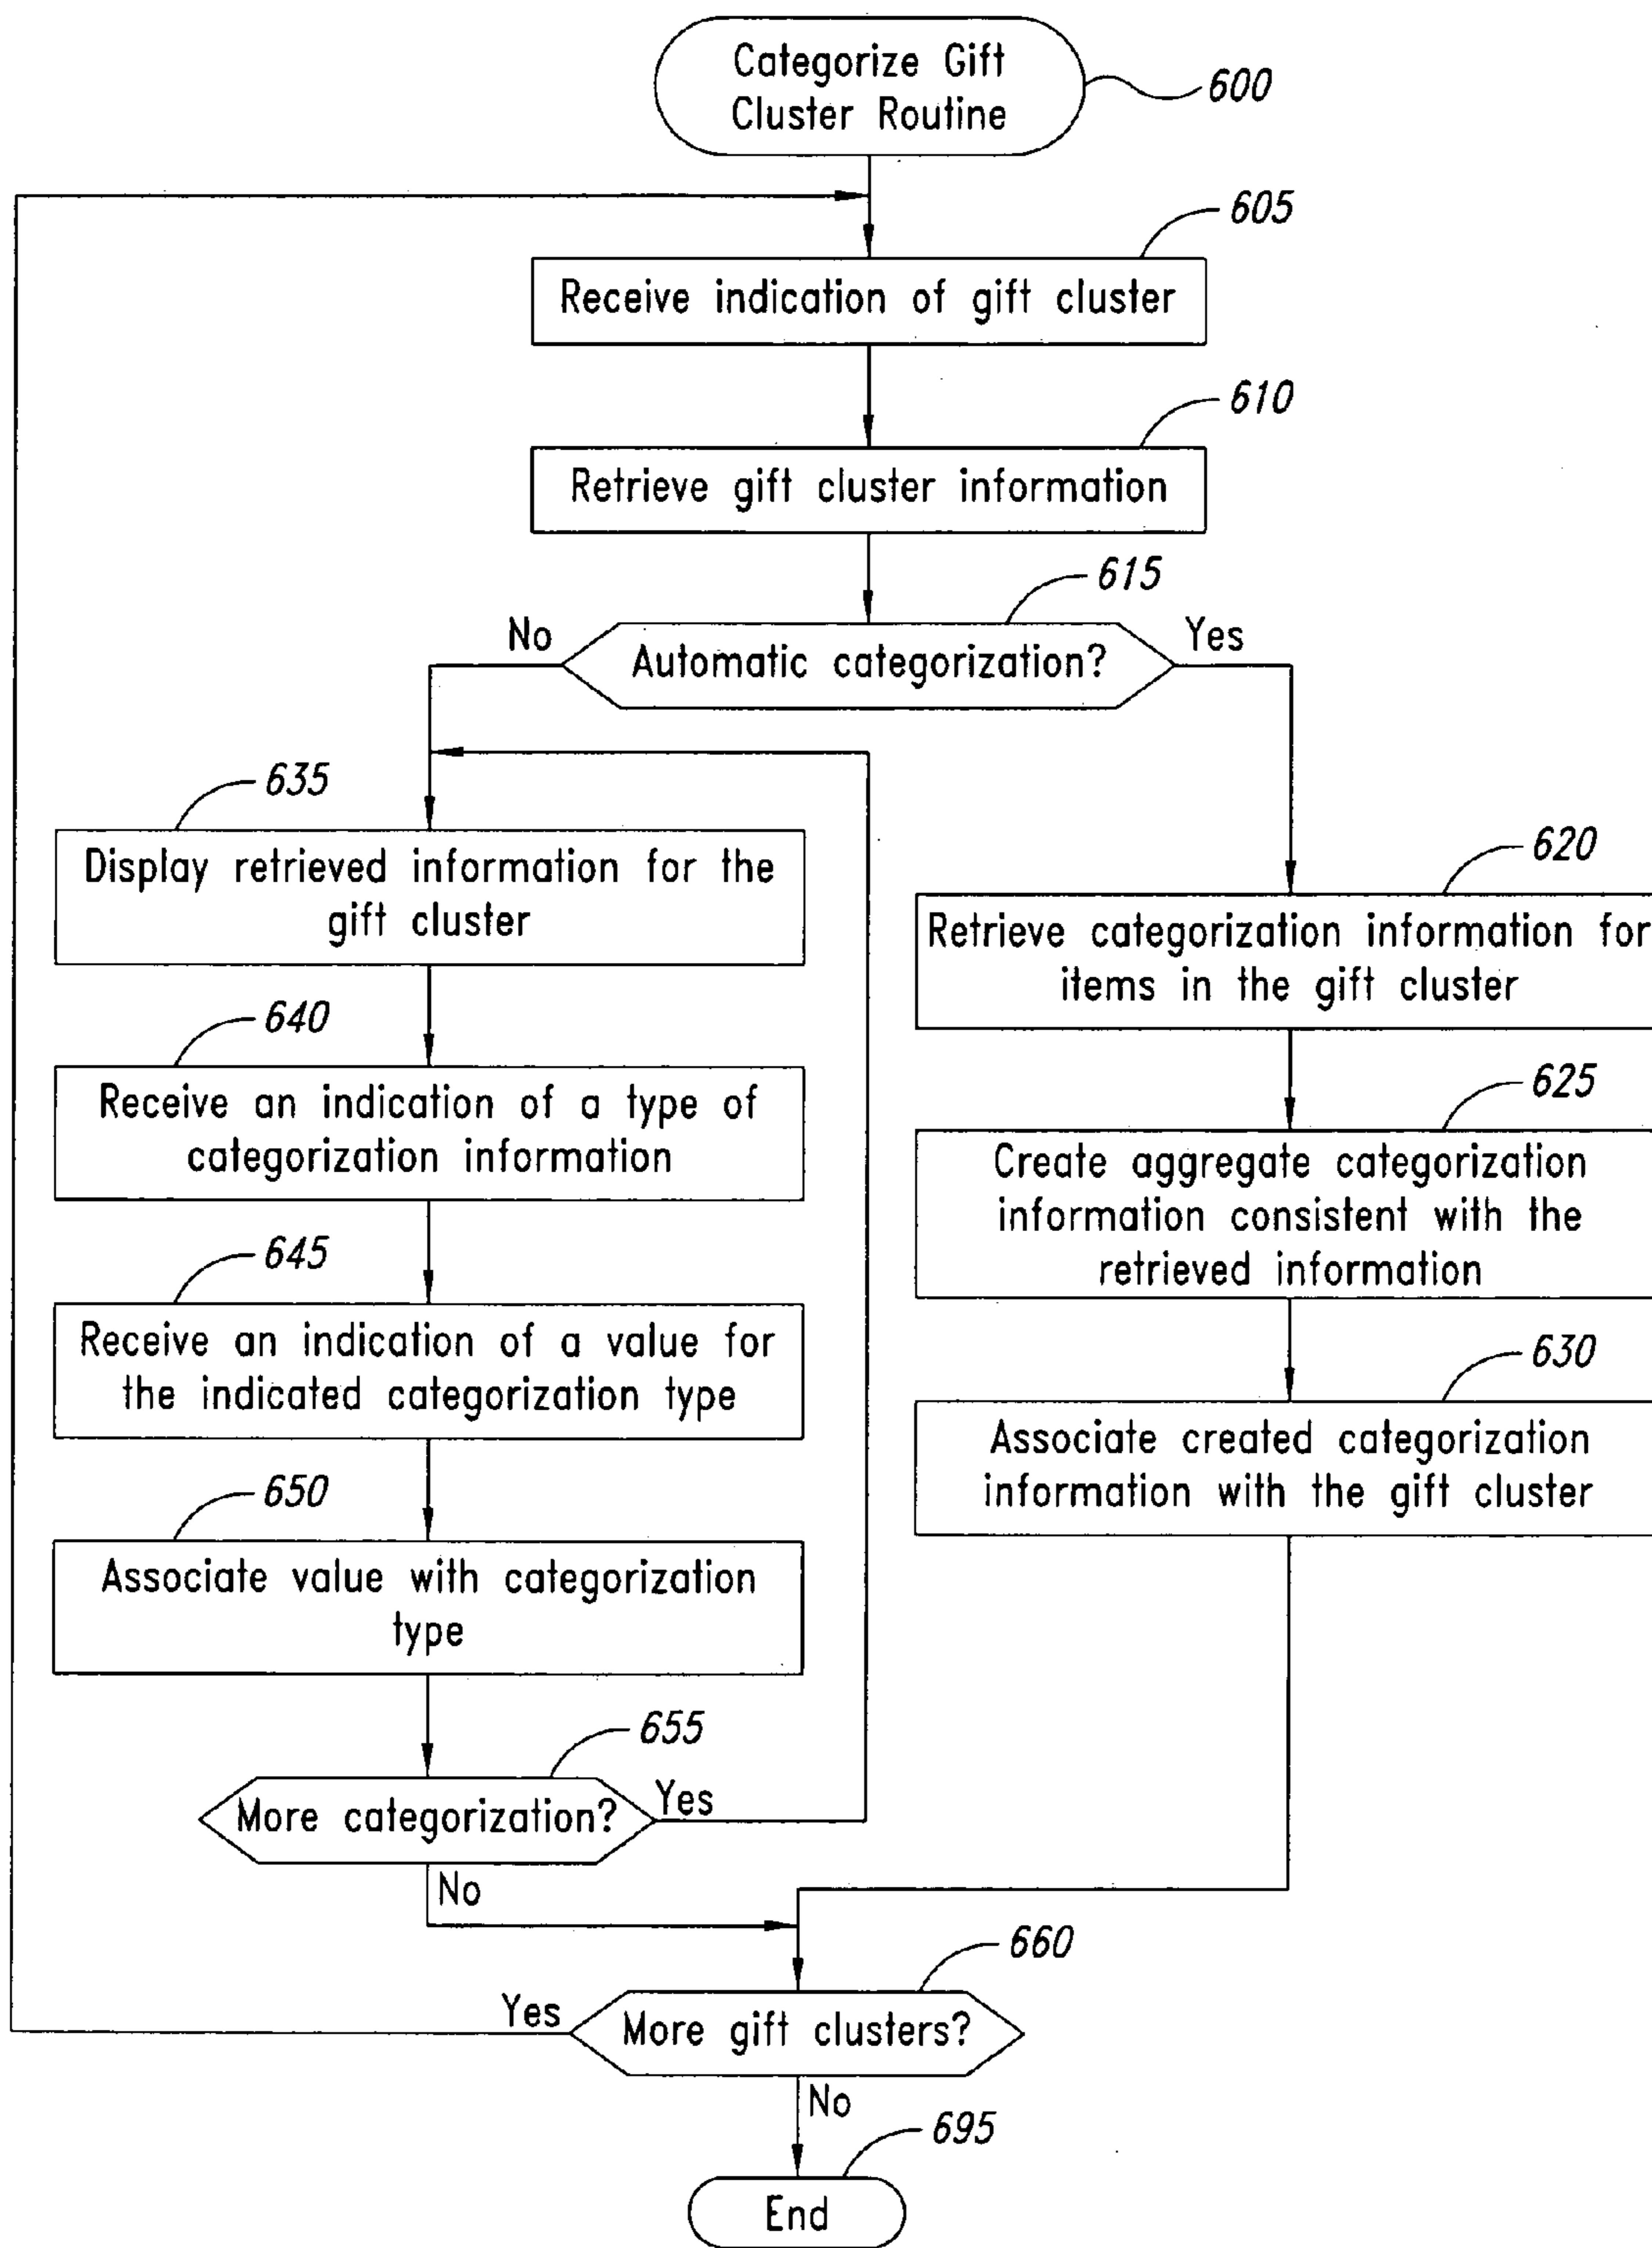 Categorize Gift
Cluster Routine
600
605
Receive indication of gift cluster
610
Retrieve gift cluster information
615
No
Automatic categorization?
Yes
635
Display retrieved information for the
gift cluster
640
Receive an indication of a type of
categorization information
645
Receive an indication of a value for
the indicated categorization type
650
Associate value with categorization
type
655
More categorization?
Yes
No
620
Retrieve categorization information for
items in the gift cluster
625
Create aggregate categorization
information consistent with the
retrieved information
630
Associate created categorization
information with the gift cluster
660
Yes
More gift clusters?
No
695
End